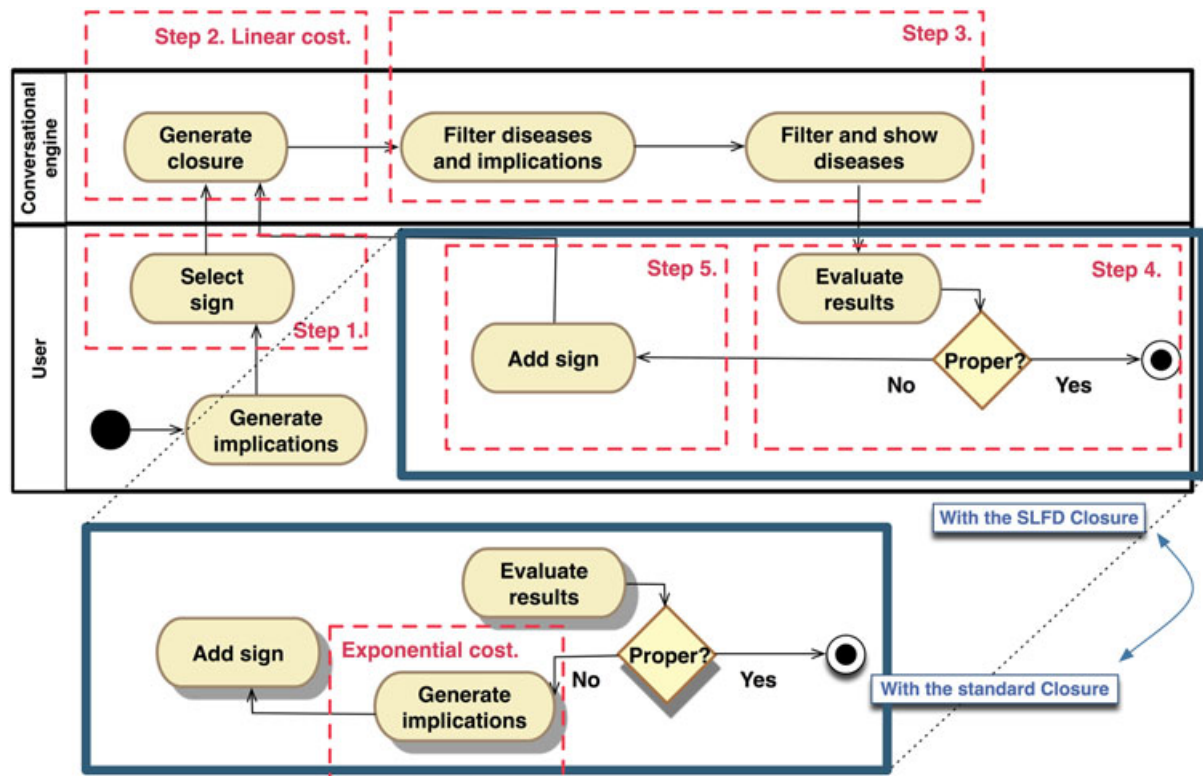 Step 2. Linear cost.
Step 3.
Conversational
engine
Generate
closure
Filter diseases
and implications
Filter and show
diseases
User
Select
sign
Step 1.
Generate
implications
Step 5.
Add sign
Evaluate
results
Step 4.
Proper?
No
Yes
With the SLFD Closure
Evaluate
results
Add sign
Exponential cost.
Proper?
Generate
implications
No
Yes
With the standard Closure